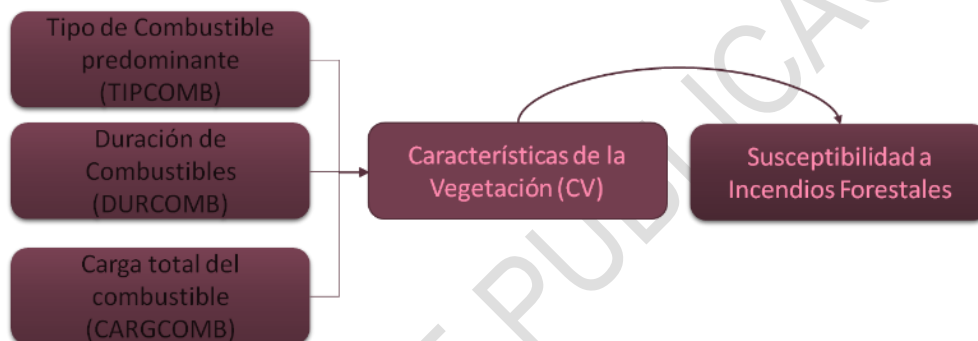 Tipo de Combustible
predominante
(TIPCOMB)
Duración de
Combustibles
(DURCOMB)
Carga total del
combustible
(CARGCOMB)
Características de la
Vegetación (CV)
Susceptibilidad a
Incendios Forestales